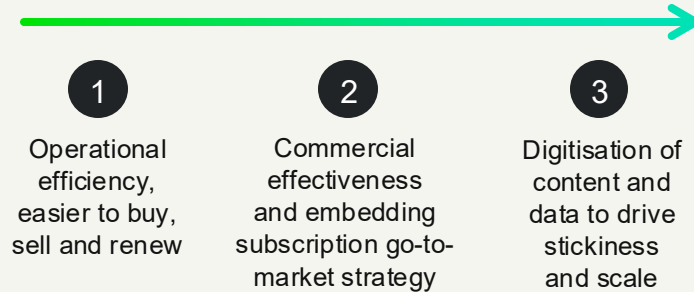 1
Operational
efficiency,
easier to buy,
sell and renew
2
Commercial
effectiveness
and embedding
subscription go-to-
market strategy
3
Digitisation of
content and
data to drive
stickiness
and scale